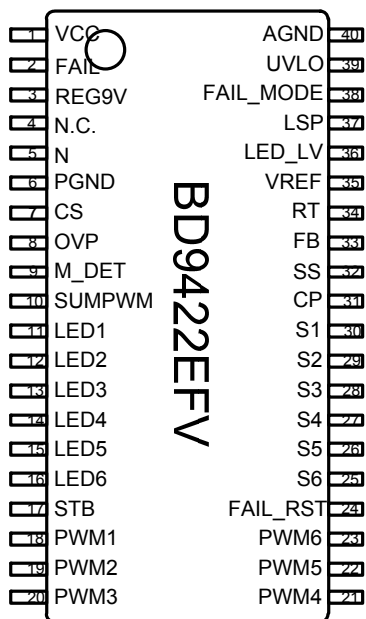 1 VCC AGND 40
2 FAIL UVLO 39
3 REG9V FAIL_MODE 38
4 N.C. LSP 37
5 N LED_LV 36
6 PGND VREF 35
7 CS RT 34
8 OVP FB 33
9 M_DET SS 32
10 SUMPWM CP 31
11 LED1 S1 30
12 LED2 S2 29
13 LED3 S3 28
14 LED4 S4 27
15 LED5 S5 26
16 LED6 S6 25
17 STB FAIL_RST 24
18 PWM1 PWM6 23
19 PWM2 PWM5 22
20 PWM3 PWM4 21
BD9422EFV